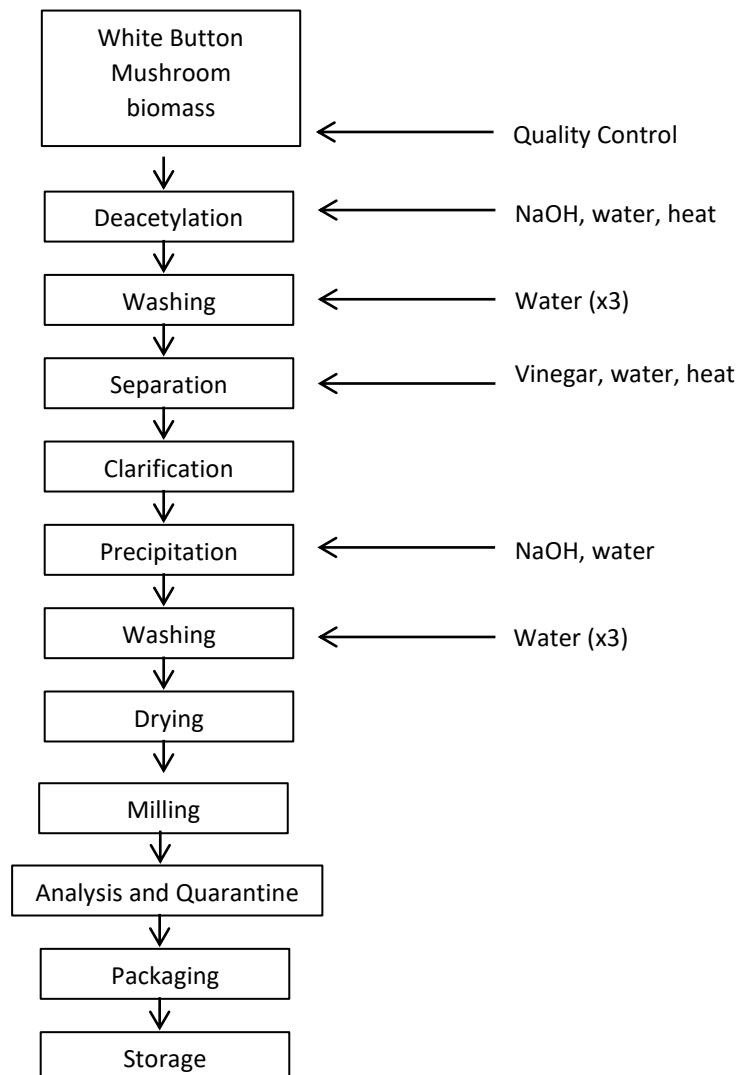 White Button
Mushroom
biomass
Quality Control
Deacetylation
NaOH, water, heat
Washing
Water (x3)
Separation
Vinegar, water, heat
Clarification
Precipitation
NaOH, water
Washing
Water (x3)
Drying
Milling
Analysis and Quarantine
Packaging
Storage